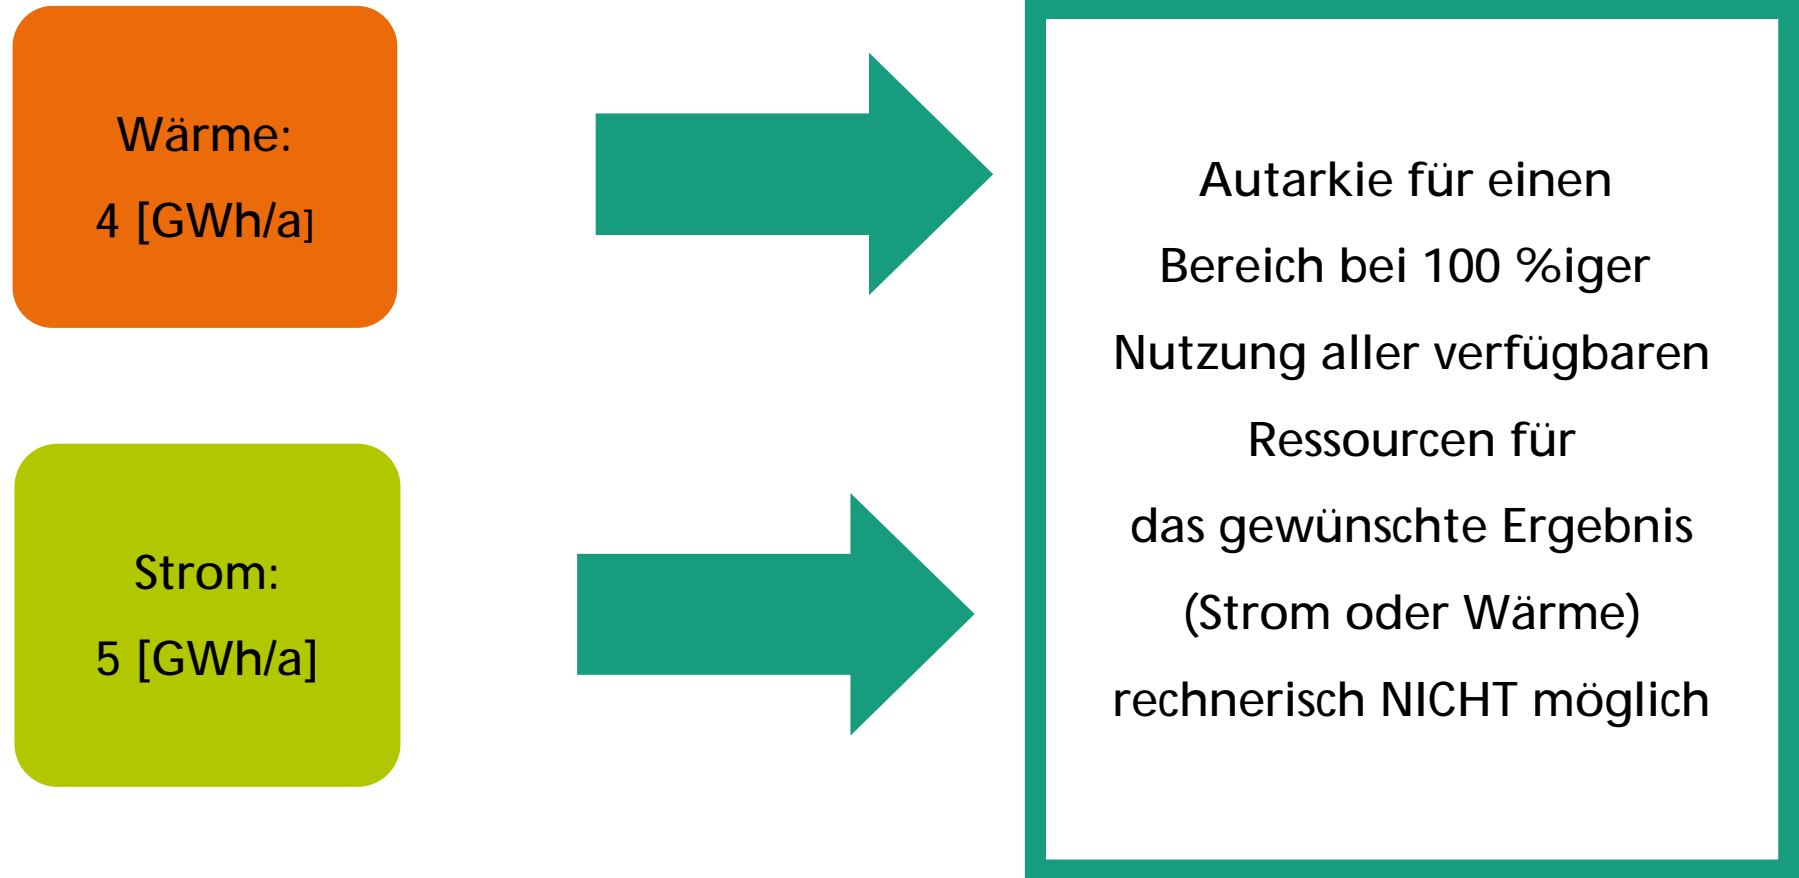 Wärme:
4 [GWh/a]
Strom:
5 [GWh/a]
Autarkie für einen
Bereich bei 100 %iger
Nutzung aller verfügbaren
Ressourcen für
das gewünschte Ergebnis
(Strom oder Wärme)
rechnerisch NICHT möglich